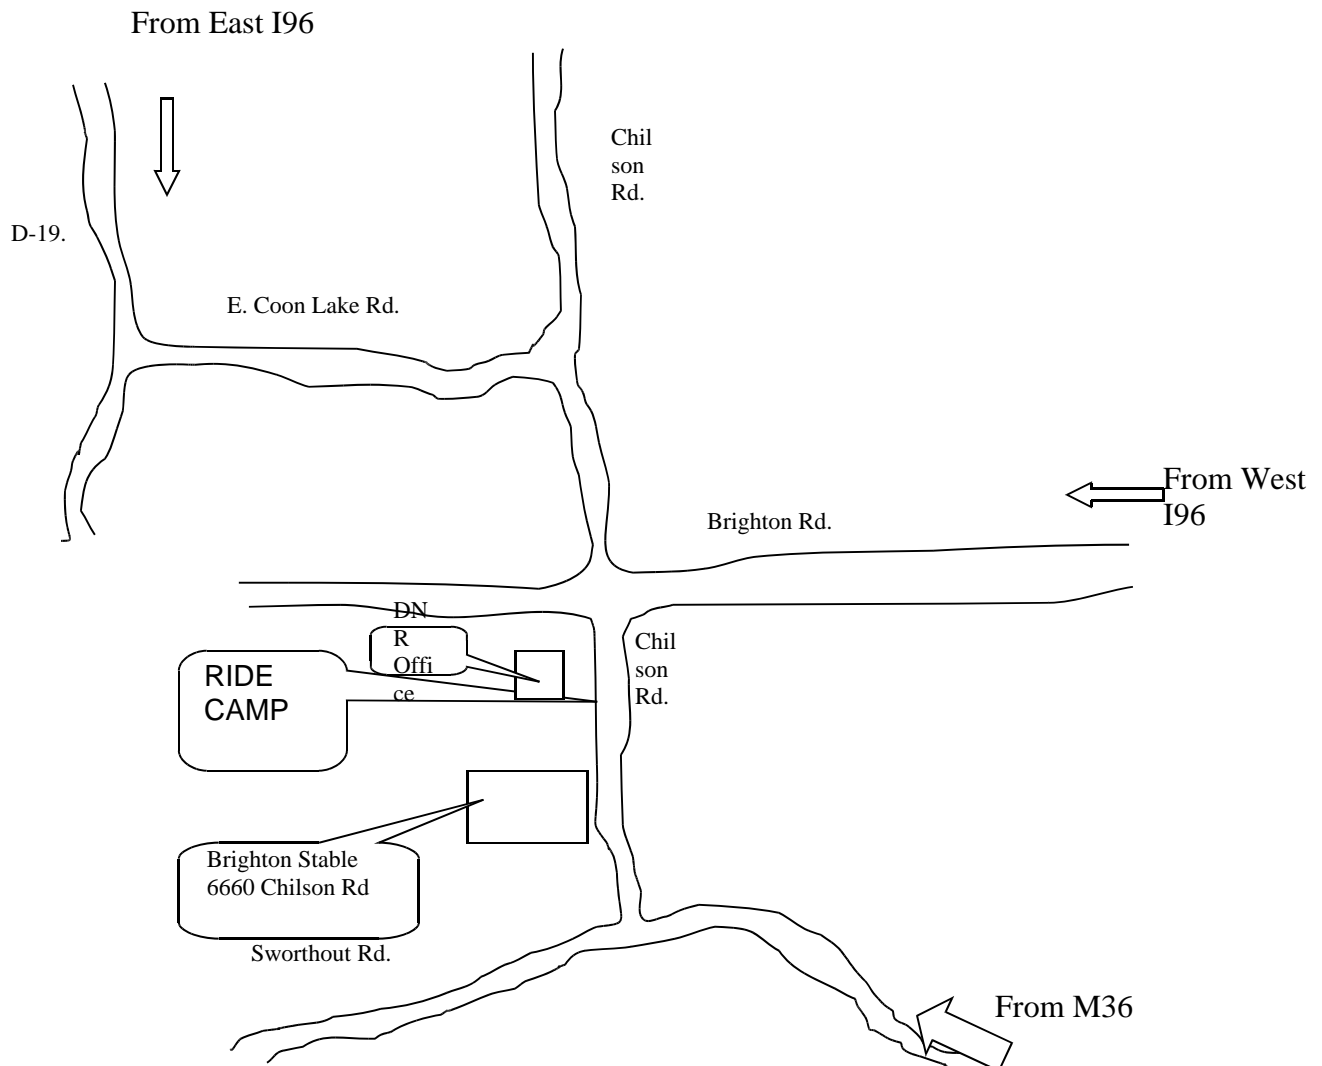 From East I96
Chil
son
Rd.
D-19.
E. Coon Lake Rd.
From West
I96
Brighton Rd.
DN
R
Offi
ce
Chil
son
Rd.
RIDE
CAMP
Brighton Stable
6660 Chilson Rd
Sworthout Rd.
From M36